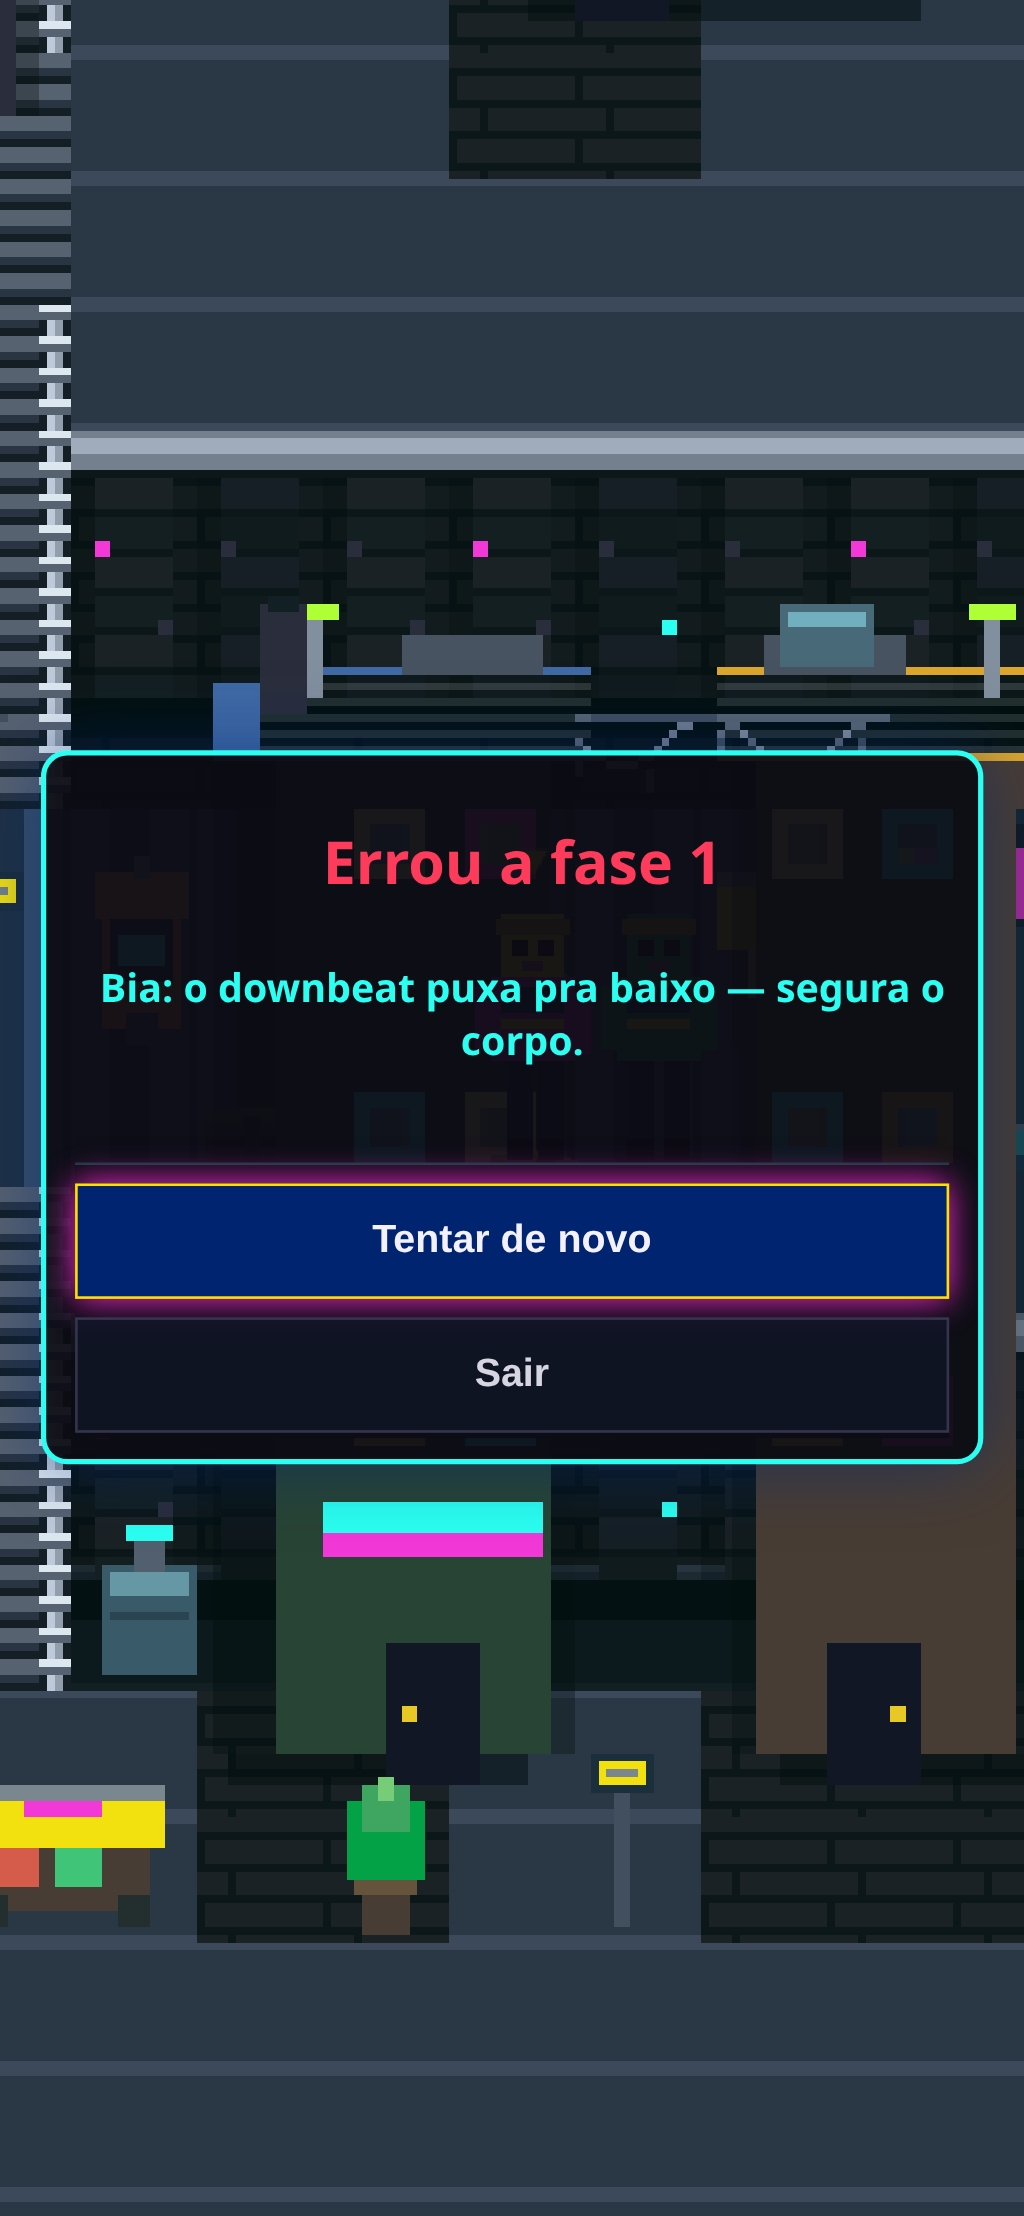 Errou a fase 1
Bia: o downbeat puxa pra baixo — segura o
corpo.
Tentar de novo
Sair